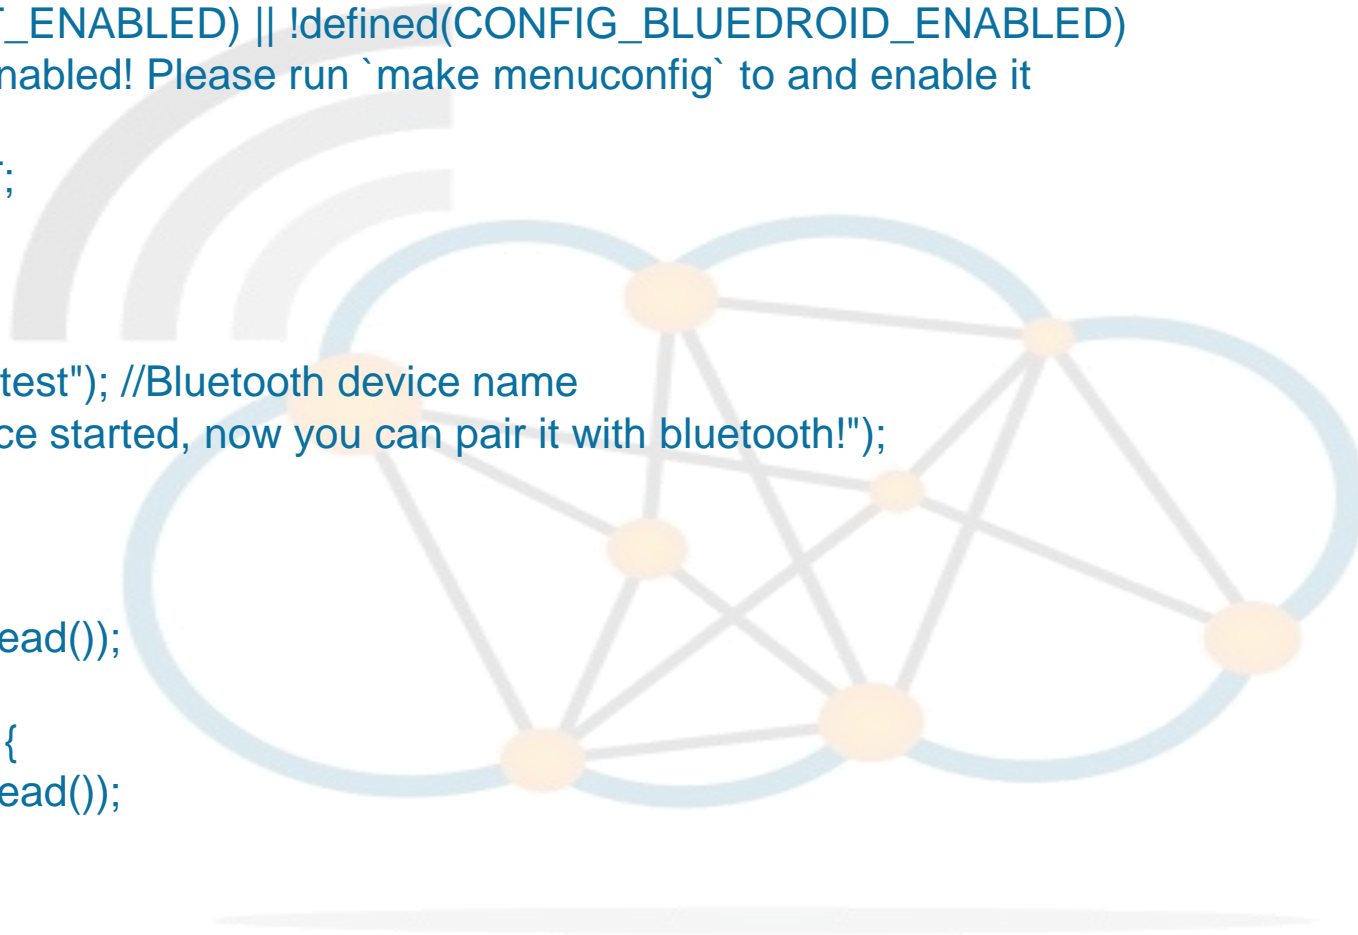 _ENABLED) || !defined(CONFIG_BLUEDROID_ENABLED)
nabled! Please run `make menuconfig` to and enable it
;
test"); //Bluetooth device name
ce started, now you can pair it with bluetooth!");
ead());
{
ead());